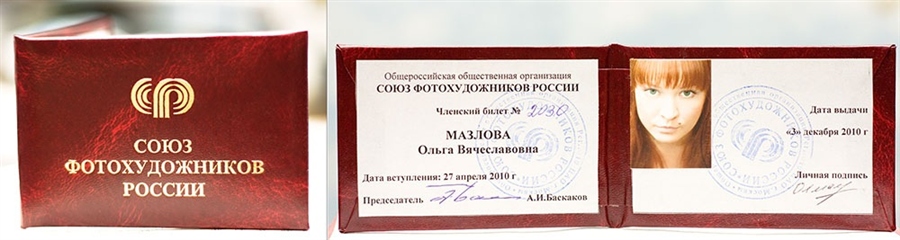 СОЮЗ
ФОТОХУДОЖНИКОВ
РОССИИ
Общероссийская общественная организация
СОЮЗ ФОТОХУДОЖНИКОВ РОССИИ
Членский билет № 2030
МАЗЛОВА
Ольга Вячеславовна
Дата вступления: 27 апреля 2010 г.
Председатель А.И.Баскаков
Дата выдачи
«3» декабря 2010 г
Личная подпись